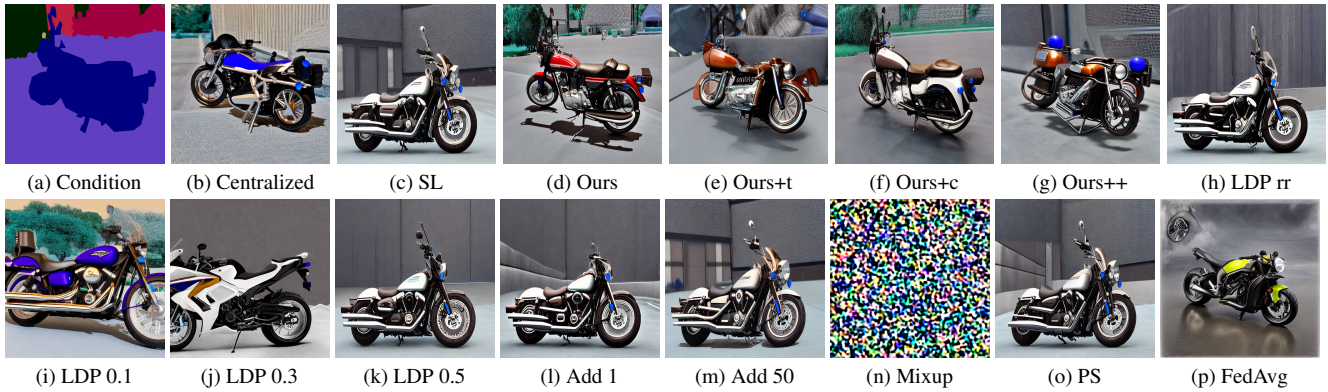 (a) Condition (b) Centralized (c) SL (d) Ours (e) Ours+t (f) Ours+c (g) Ours++ (h) LDP rr
(i) LDP 0.1 (j) LDP 0.3 (k) LDP 0.5 (l) Add 1 (m) Add 50 (n) Mixup (o) PS (p) FedAvg